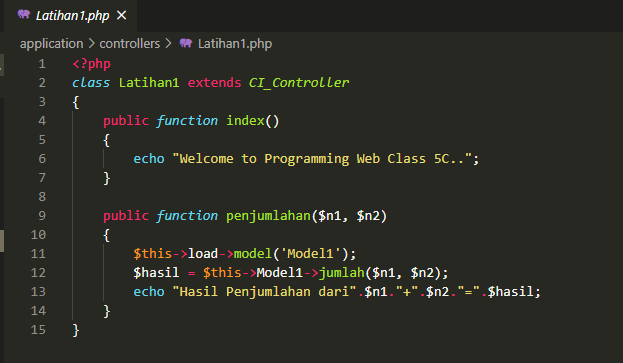 Latihan1.php ×
application > controllers > Latihan1.php
1 <?php
2 class Latihan1 extends CI_Controller
3 {
4 public function index()
5 {
6 echo "Welcome to Programming Web Class 5C..";
7 }
8
9 public function penjumlahan($n1, $n2)
10 {
11 $this->load->model('Model1');
12 $hasil = $this->Model1->jumlah($n1, $n2);
13 echo "Hasil Penjumlahan dari".$n1."+".$n2."=".$hasil;
14 }
15 }